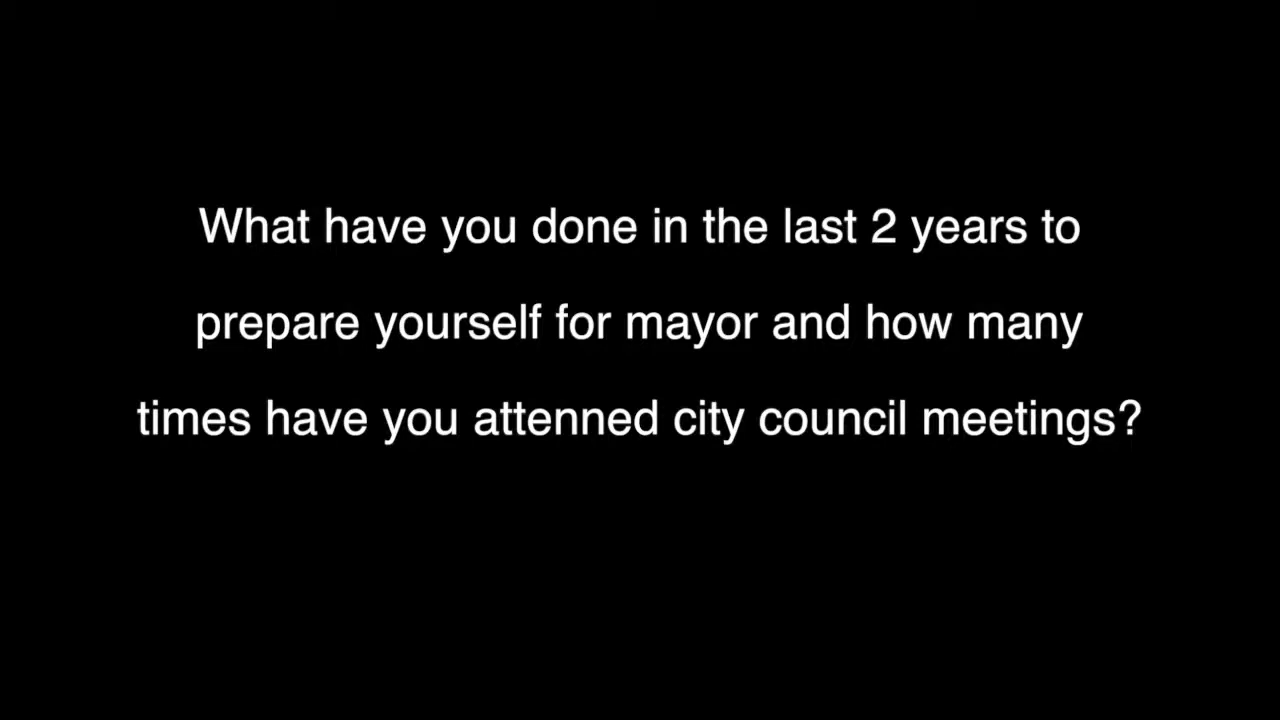 What have you done in the last 2 years to
prepare yourself for mayor and how many
times have you attenned city council meetings?